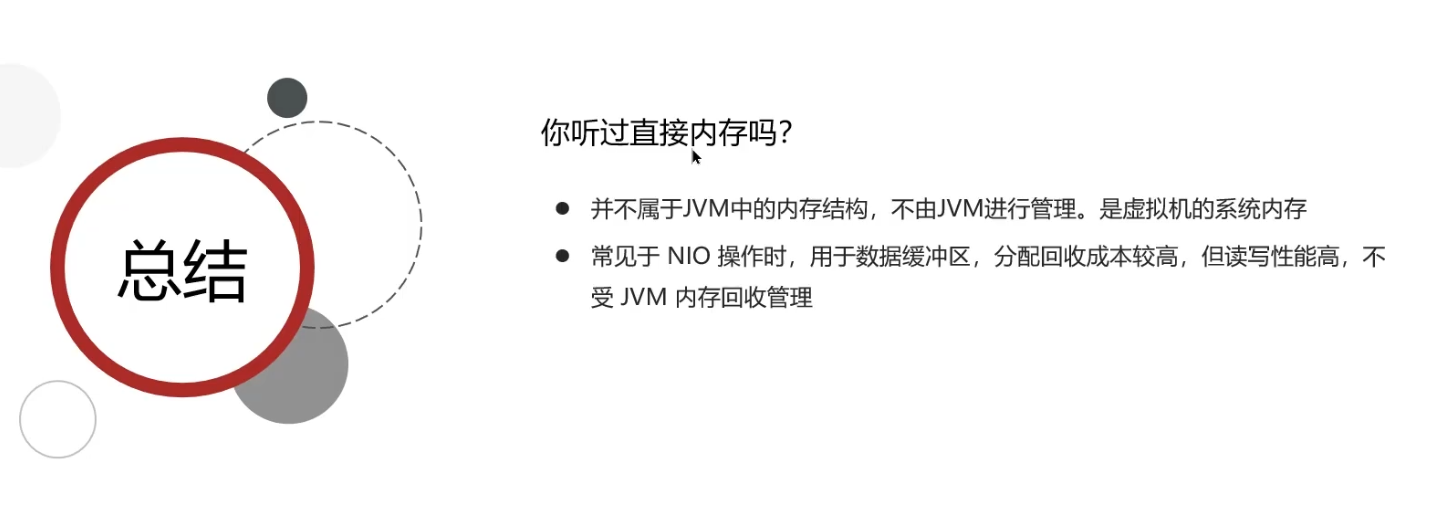 总结
你听过直接内存吗？
并不属于JVM中的内存结构，不由JVM进行管理。是虚拟机的系统内存
常见于 NIO 操作时，用于数据缓冲区，分配回收成本较高，但读写性能高，不
受 JVM 内存回收管理